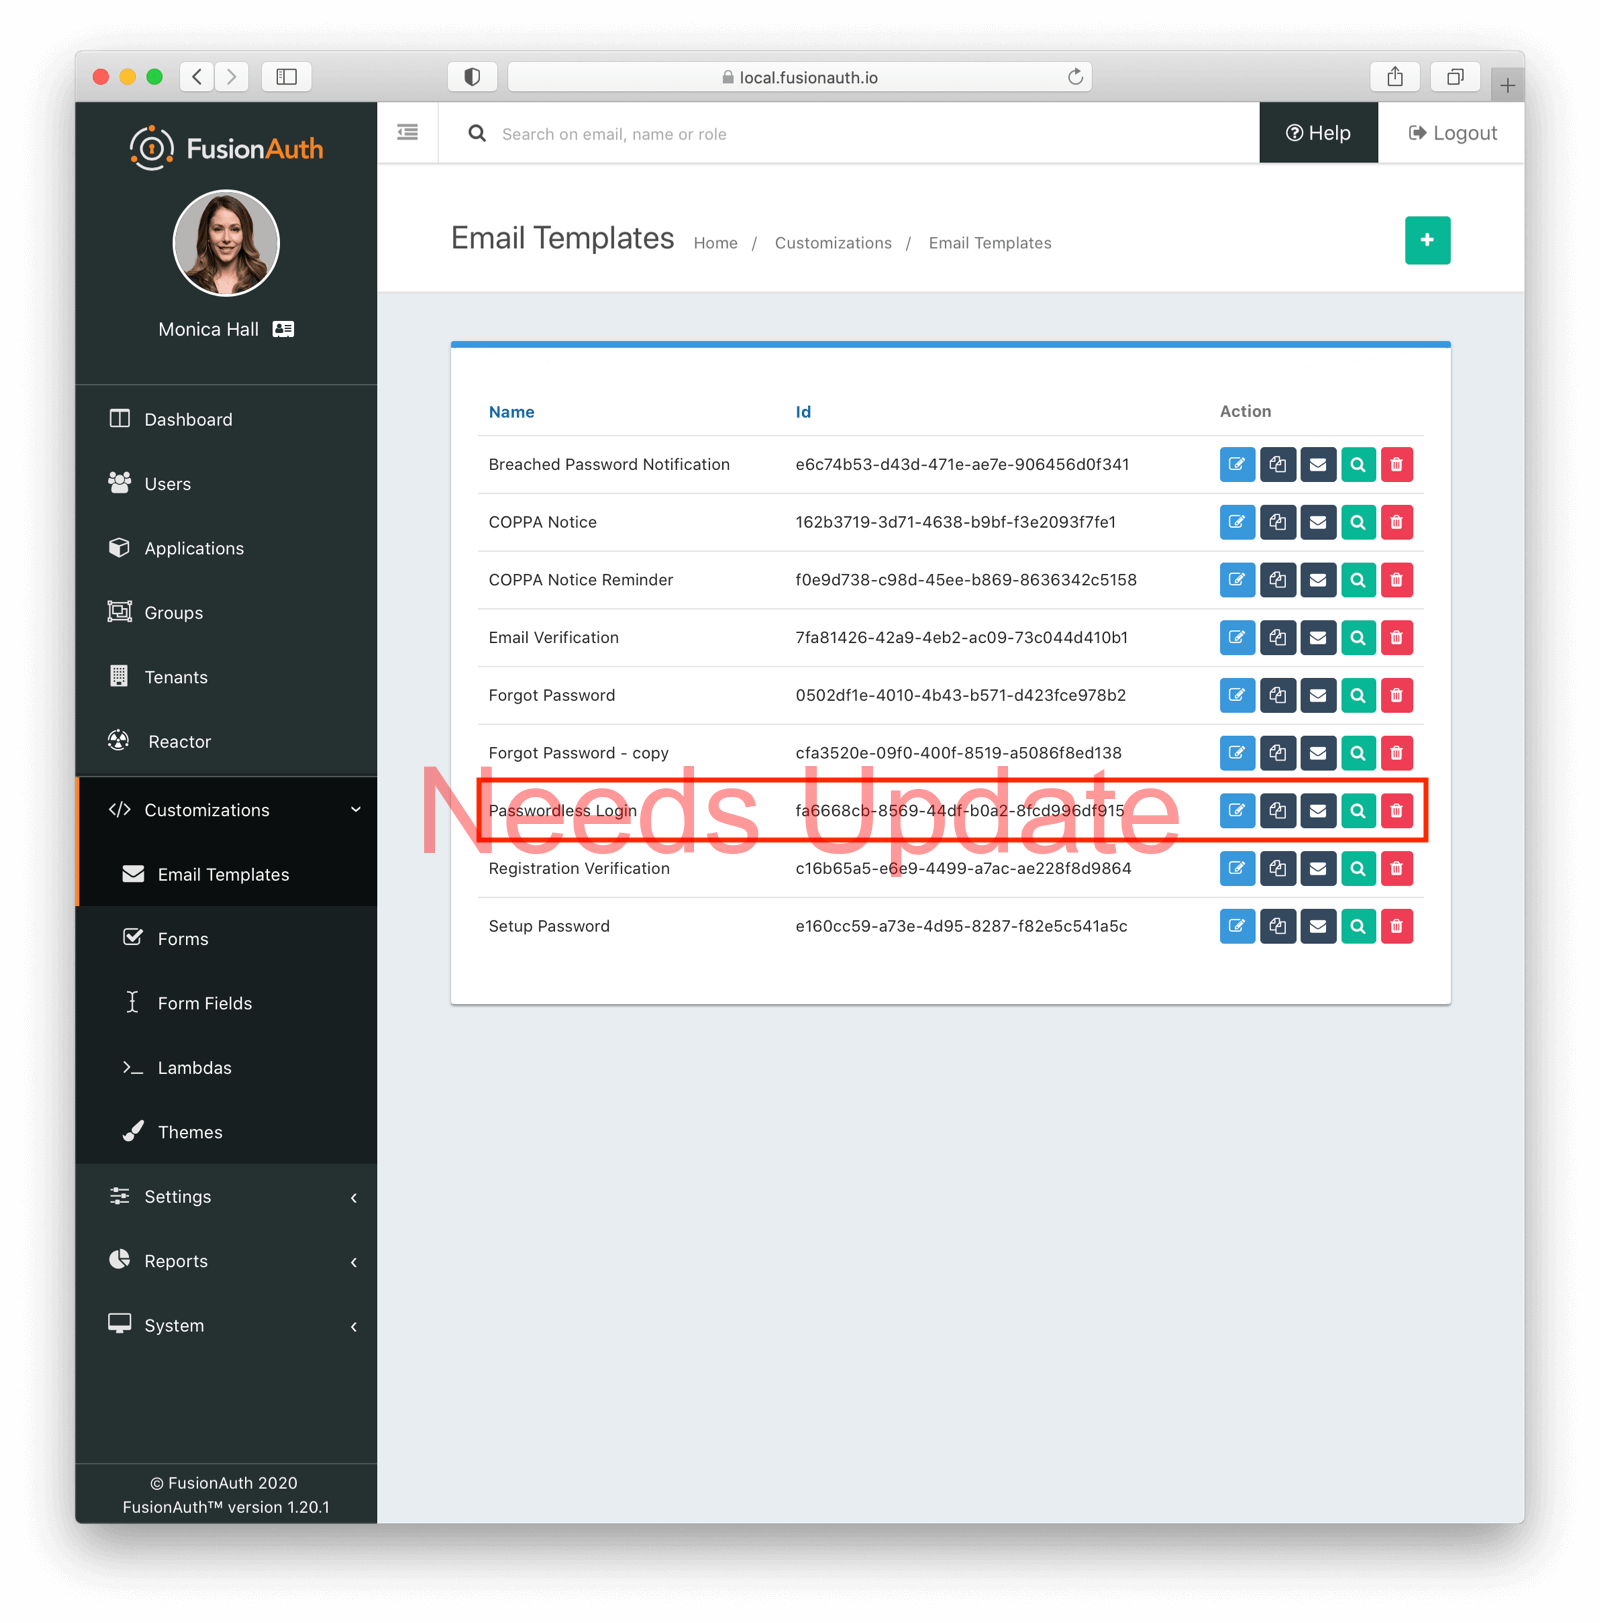 local.fusionauth.io
FusionAuth
Monica Hall
Dashboard
Users
Applications
Groups
Tenants
Reactor
Customizations
Email Templates
Forms
Form Fields
Lambdas
Themes
Settings
Reports
System
© FusionAuth 2020
FusionAuth™ version 1.20.1
Search on email, name or role
Help
Logout
Email Templates Home / Customizations / Email Templates
Name Id Action
Breached Password Notification e6c74b53-d43d-471e-ae7e-906456d0f341
COPPA Notice 162b3719-3d71-4638-b9bf-f3e2093f7fe1
COPPA Notice Reminder f0e9d738-c98d-45ee-b869-8636342c5158
Email Verification 7fa81426-42a9-4eb2-ac09-73c044d410b1
Forgot Password 0502df1e-4010-4b43-b571-d423fce978b2
Forgot Password - copy cfa3520e-09f0-400f-8519-a5086f8ed138
Needs Update
Passwordless Login fa6668cb-8569-44df-b0a2-8fcd996df915
Registration Verification c16b65a5-e6e9-4499-a7ac-ae228f8d9864
Setup Password e160cc59-a73e-4d95-8287-f82e5c541a5c